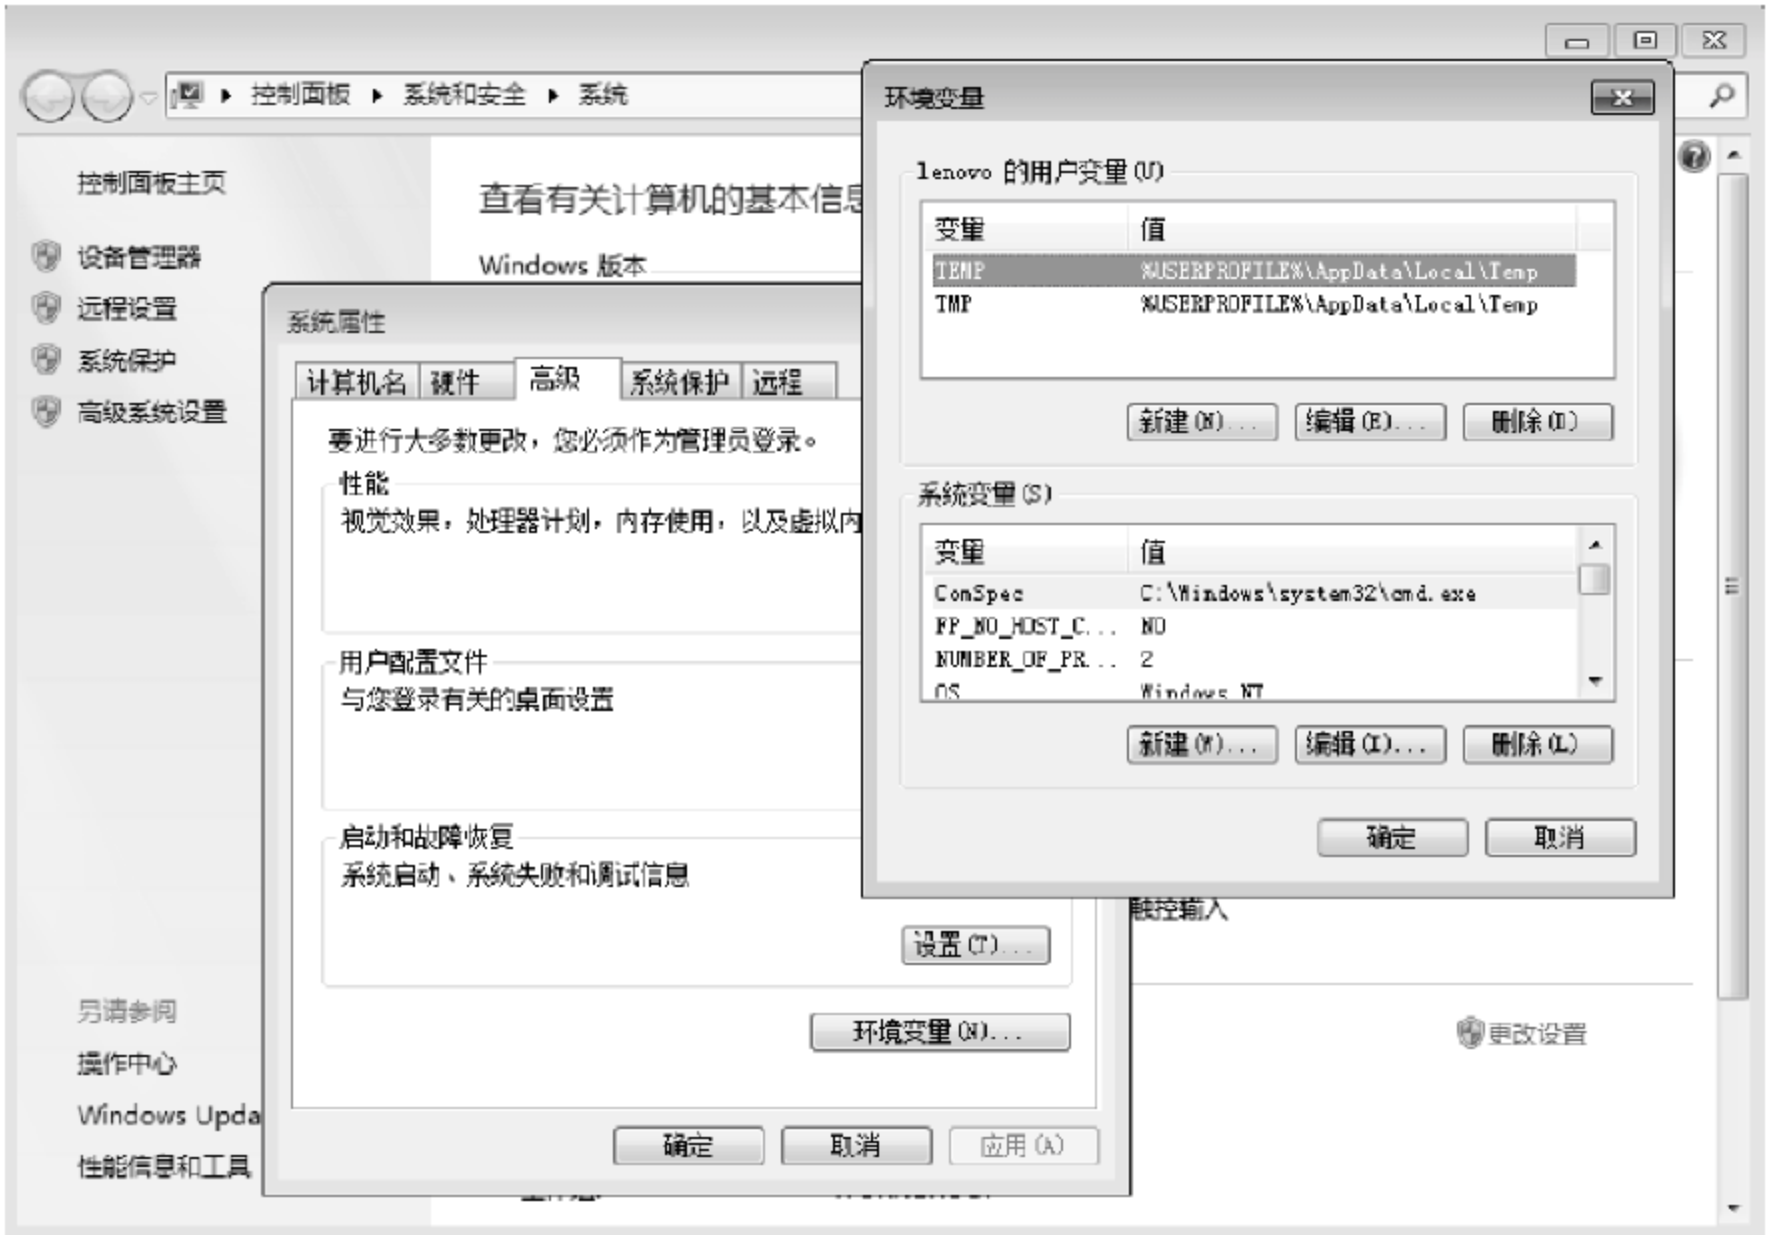 控制面板 系统和安全 系统
控制面板主页
设备管理器
远程设置
系统保护
高级系统设置
另请参阅
操作中心
Windows Upda
性能信息和工具
查看有关计算机的基本信息
Windows 版本
触控输入
更改设置
系统属性
计算机名 硬件 高级 系统保护 远程
要进行大多数更改，您必须作为管理员登录。
性能
视觉效果，处理器计划，内存使用，以及虚拟内
用户配置文件
与您登录有关的桌面设置
启动和故障恢复
系统启动、系统失败和调试信息
设置(T)...
环境变量(N)...
确定 取消 应用(A)
环境变量
lenovo 的用户变量(U)
变量 值
TEMP %USERPROFILE%\AppData\Local\Temp
TMP %USERPROFILE%\AppData\Local\Temp
新建(N)... 编辑(E)... 删除(D)
系统变量(S)
变量 值
ComSpec C:\Windows\system32\cmd.exe
FP_NO_HOST_C... NO
NUMBER_OF_PR... 2
OS Windows_NT
新建(W)... 编辑(I)... 删除(L)
确定 取消